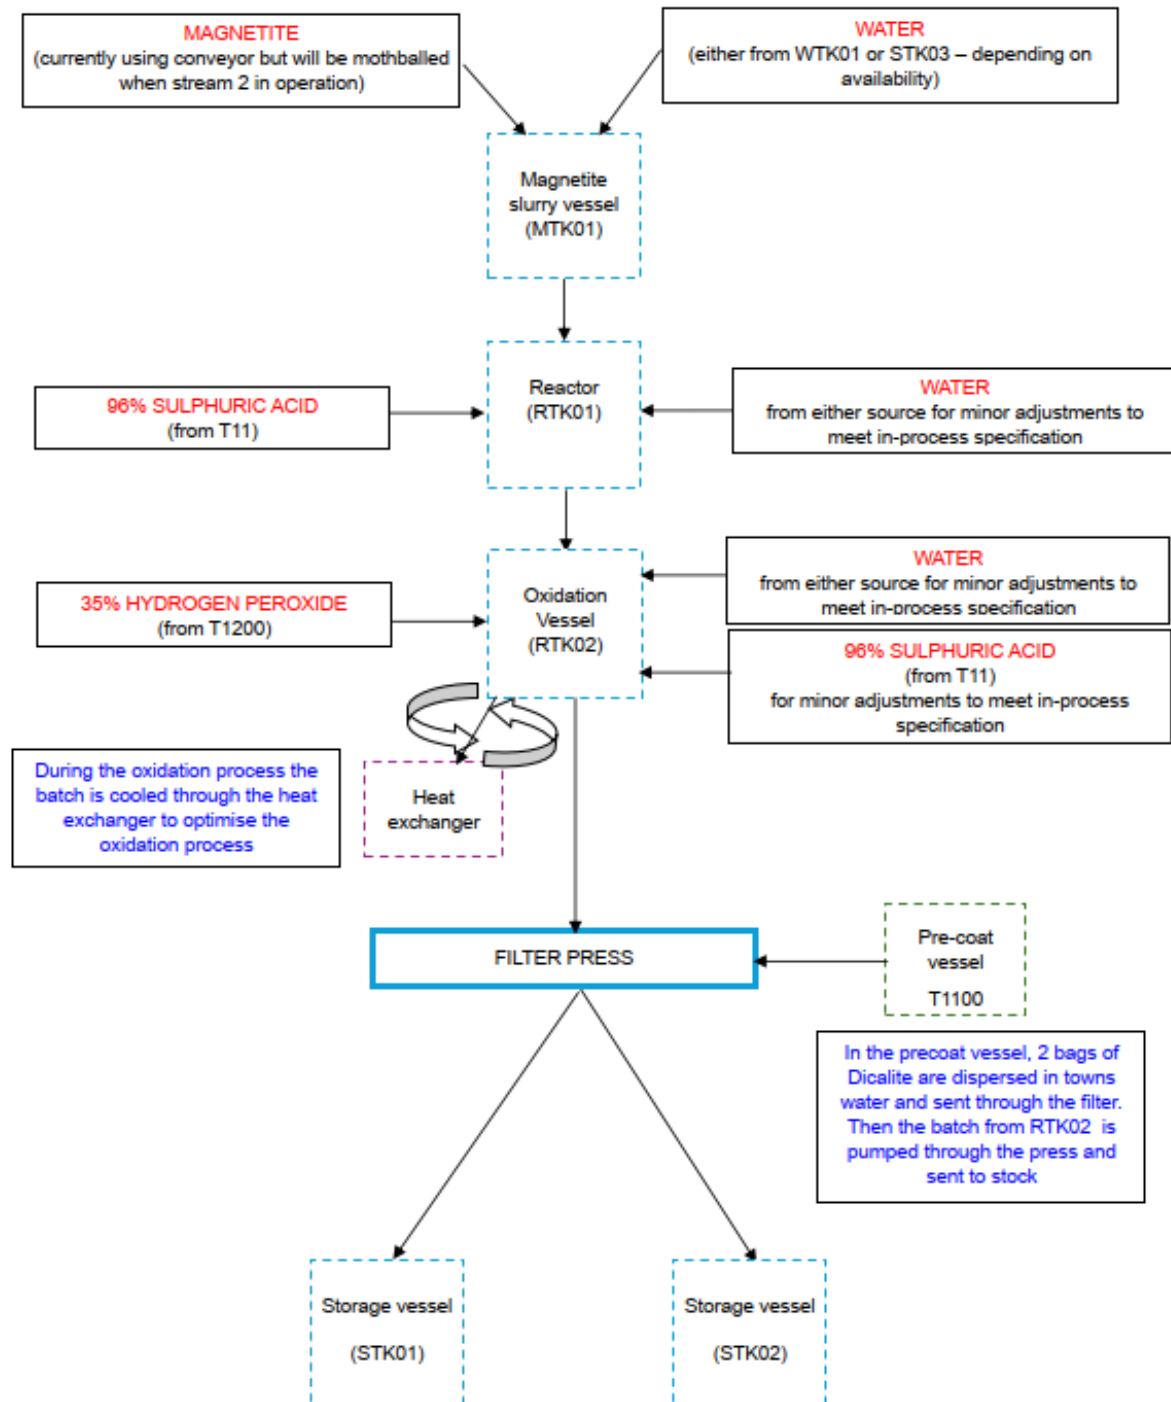 MAGNETITE
(currently using conveyor but will be mothballed
when stream 2 in operation)
WATER
(either from WTK01 or STK03 – depending on
availability)
Magnetite
slurry vessel
(MTK01)
Reactor
(RTK01)
96% SULPHURIC ACID
(from T11)
WATER
from either source for minor adjustments to
meet in-process specification
Oxidation
Vessel
(RTK02)
35% HYDROGEN PEROXIDE
(from T1200)
WATER
from either source for minor adjustments to
meet in-process specification
96% SULPHURIC ACID
(from T11)
for minor adjustments to meet in-process
specification
During the oxidation process the
batch is cooled through the heat
exchanger to optimise the
oxidation process
Heat
exchanger
FILTER PRESS
Pre-coat
vessel
T1100
In the precoat vessel, 2 bags of
Dicalite are dispersed in towns
water and sent through the filter.
Then the batch from RTK02 is
pumped through the press and
sent to stock
Storage vessel
(STK01)
Storage vessel
(STK02)